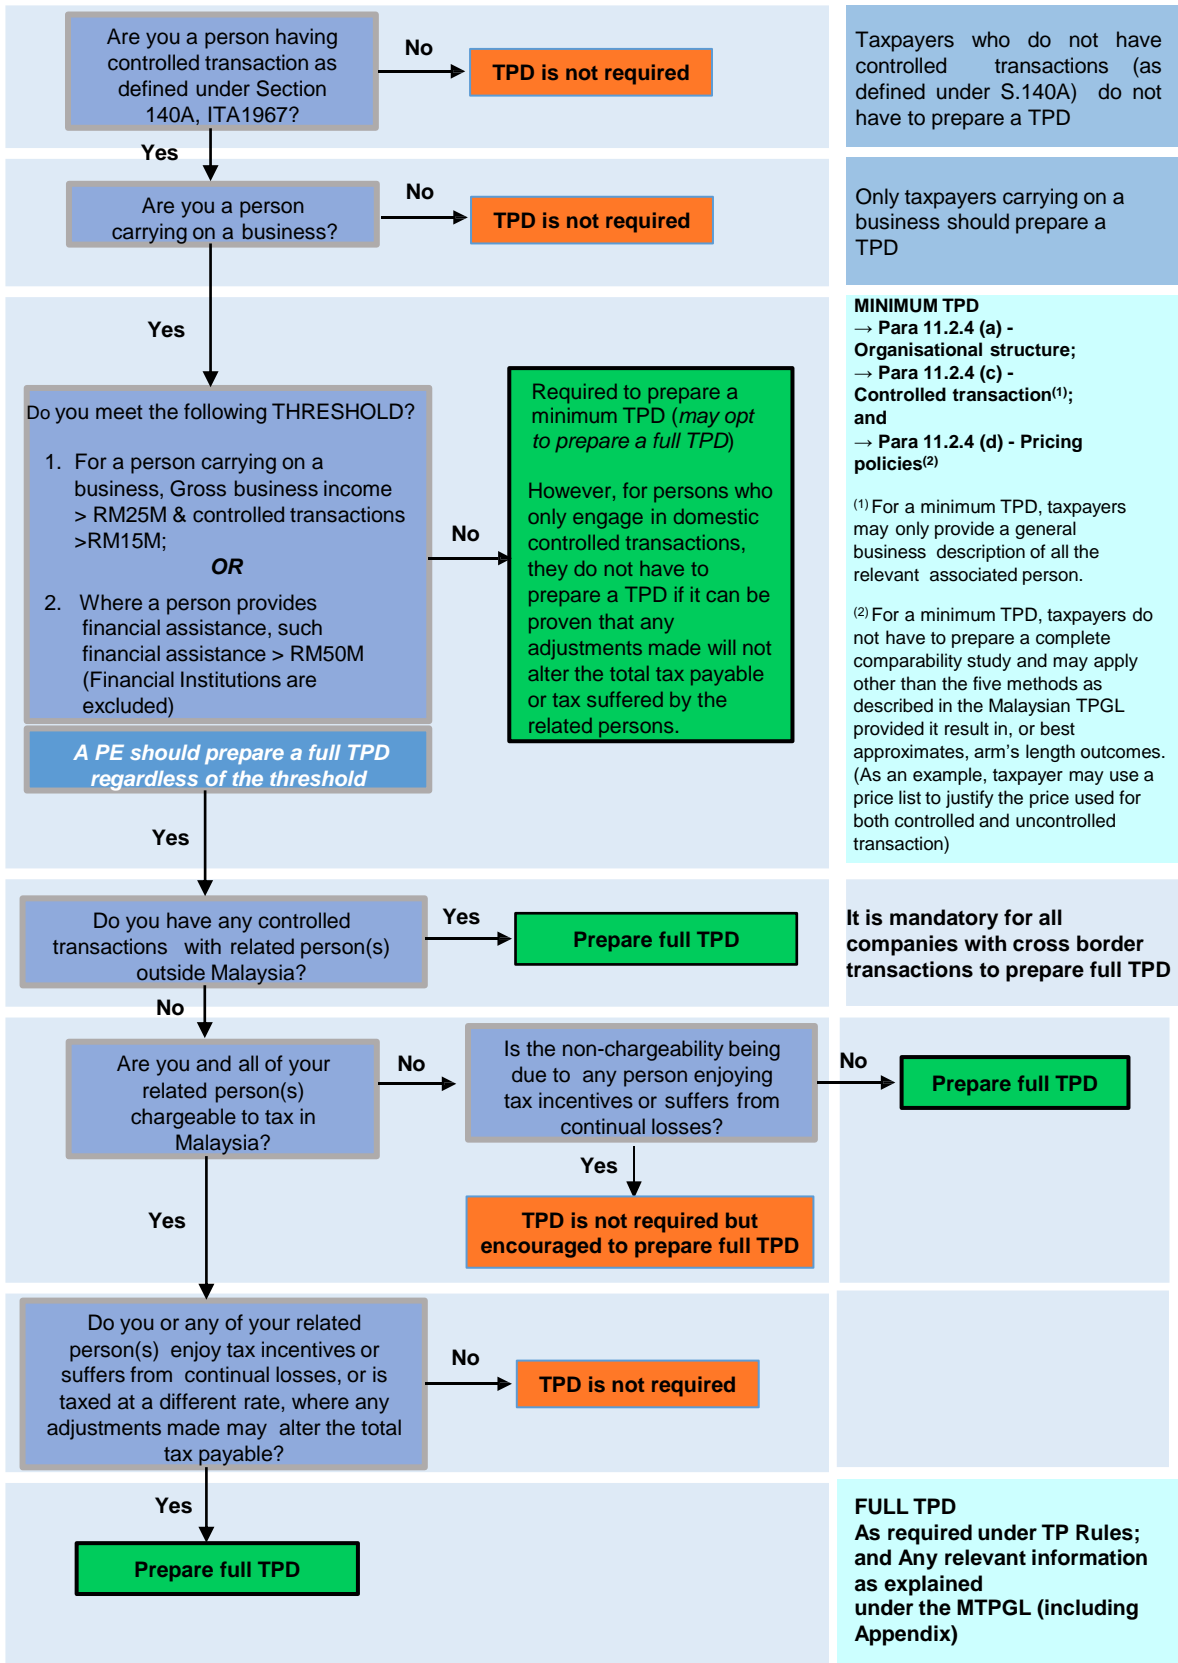 Are you a person having
controlled transaction as
defined under Section
140A, ITA1967?
No
TPD is not required
Taxpayers who do not have
controlled transactions (as
defined under S.140A) do not
have to prepare a TPD
Yes
Are you a person
carrying on a business?
No
TPD is not required
Only taxpayers carrying on a
business should prepare a
TPD
Yes
Do you meet the following THRESHOLD?
1. For a person carrying on a
business, Gross business income
> RM25M & controlled transactions
>RM15M;
OR
2. Where a person provides
financial assistance, such
financial assistance > RM50M
(Financial Institutions are
excluded)
A PE should prepare a full TPD
regardless of the threshold
No
Required to prepare a
minimum TPD (may opt
to prepare a full TPD)
However, for persons who
only engage in domestic
controlled transactions,
they do not have to
prepare a TPD if it can be
proven that any
adjustments made will not
alter the total tax payable
or tax suffered by the
related persons.
MINIMUM TPD
→ Para 11.2.4 (a) -
Organisational structure;
→ Para 11.2.4 (c) -
Controlled transaction(1);
and
→ Para 11.2.4 (d) - Pricing
policies(2)
(1) For a minimum TPD, taxpayers
may only provide a general
business description of all the
relevant associated person.
(2) For a minimum TPD, taxpayers do
not have to prepare a complete
comparability study and may apply
other than the five methods as
described in the Malaysian TPGL
provided it result in, or best
approximates, arm's length outcomes.
(As an example, taxpayer may use a
price list to justify the price used for
both controlled and uncontrolled
transaction)
Yes
Do you have any controlled
transactions with related person(s)
outside Malaysia?
Yes
Prepare full TPD
It is mandatory for all
companies with cross border
transactions to prepare full TPD
No
Are you and all of your
related person(s)
chargeable to tax in
Malaysia?
No
Is the non-chargeability being
due to any person enjoying
tax incentives or suffers from
continual losses?
No
Prepare full TPD
Yes
TPD is not required but
encouraged to prepare full TPD
Yes
Do you or any of your related
person(s) enjoy tax incentives or
suffers from continual losses, or is
taxed at a different rate, where any
adjustments made may alter the total
tax payable?
No
TPD is not required
Yes
Prepare full TPD
FULL TPD
As required under TP Rules;
and Any relevant information
as explained
under the MTPGL (including
Appendix)